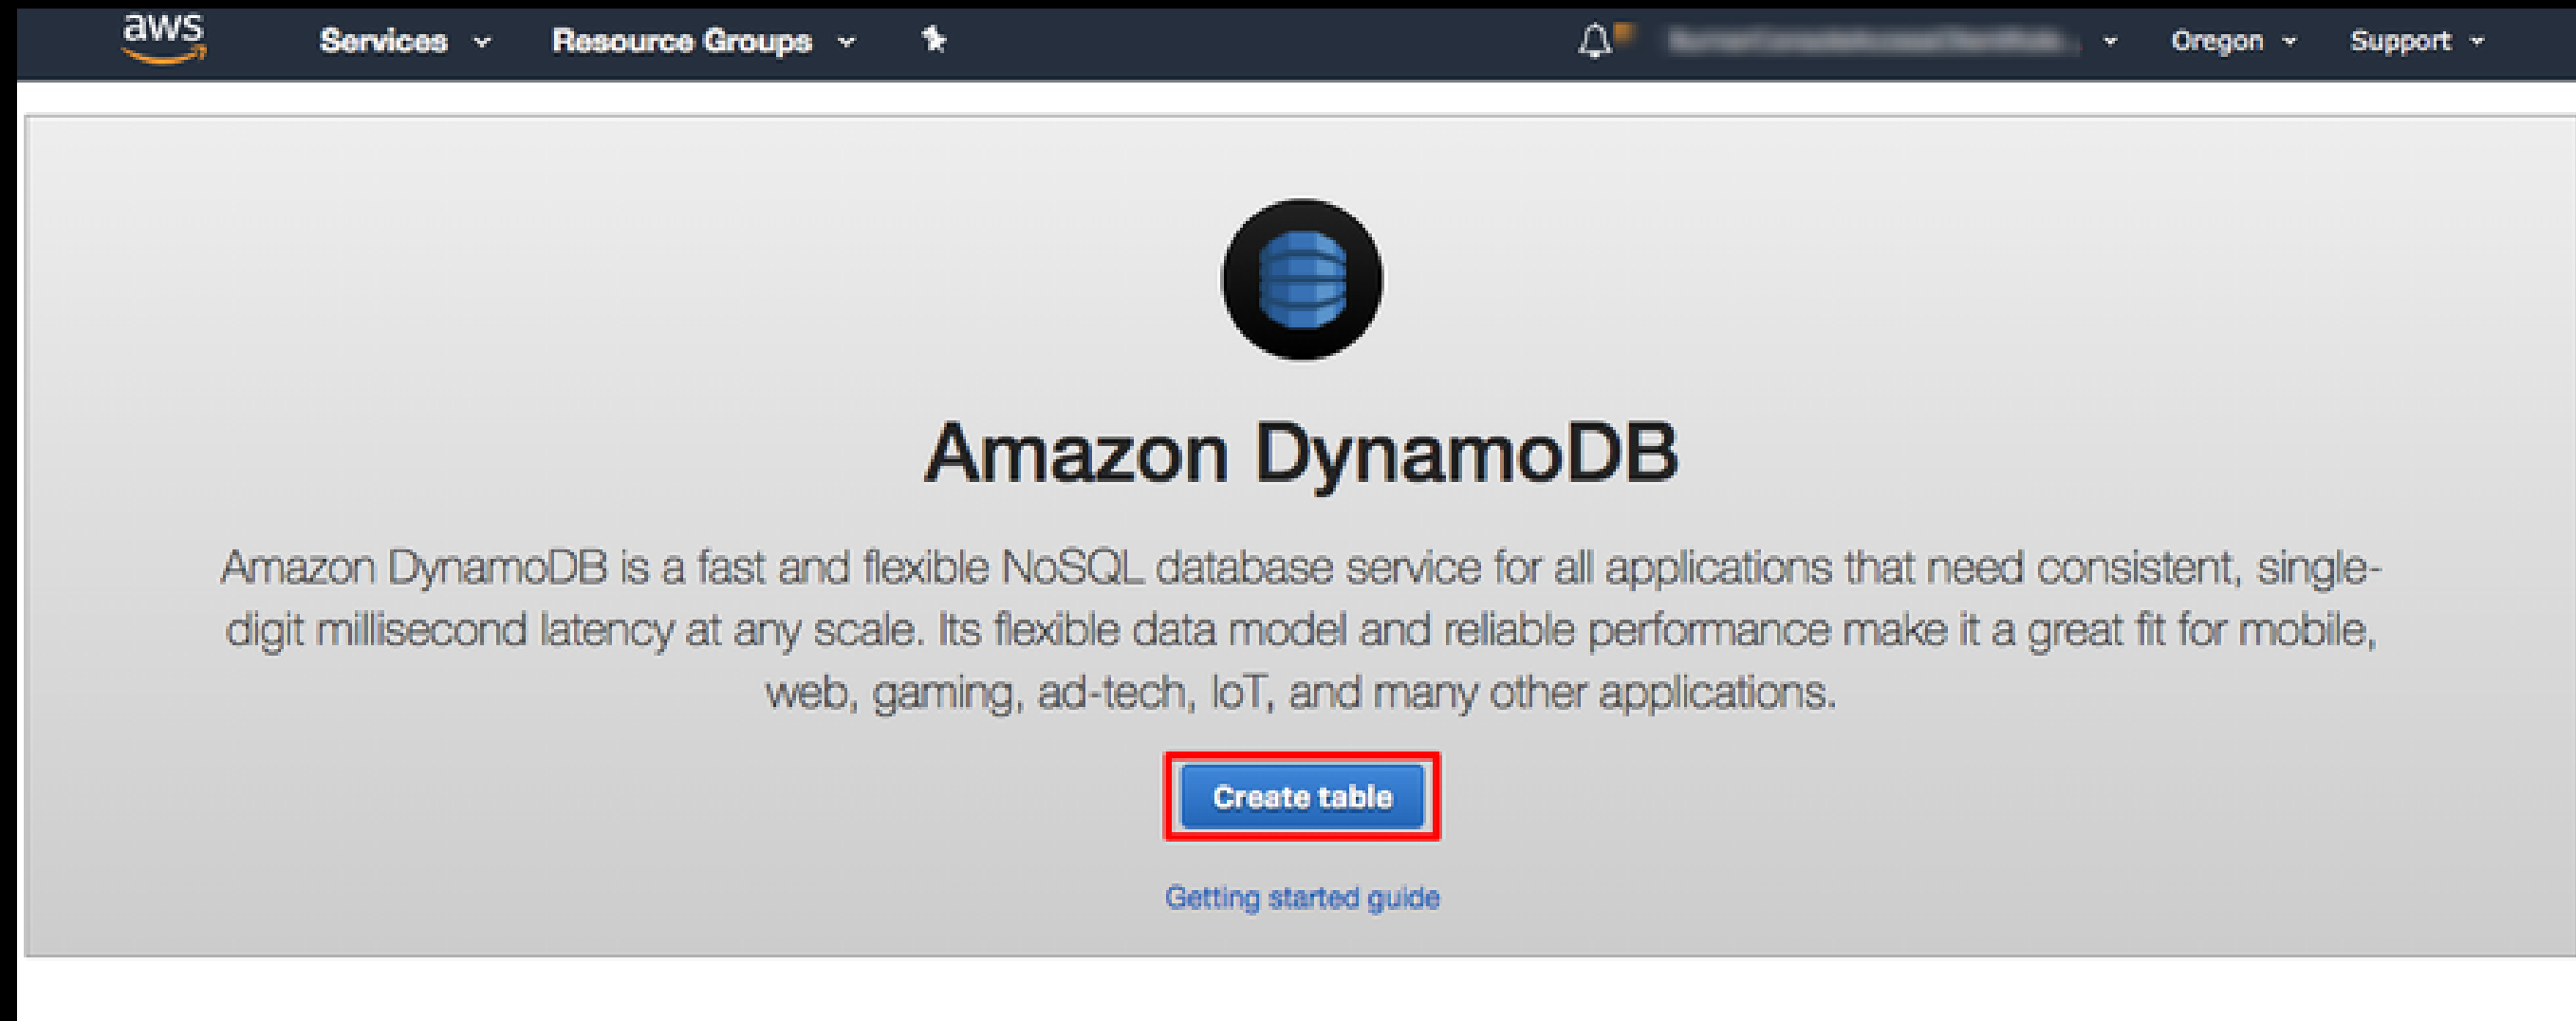 aws Services Resource Groups Oregon Support
Amazon DynamoDB
Amazon DynamoDB is a fast and flexible NoSQL database service for all applications that need consistent, single-
digit millisecond latency at any scale. Its flexible data model and reliable performance make it a great fit for mobile,
web, gaming, ad-tech, IoT, and many other applications.
Create table
Getting started guide